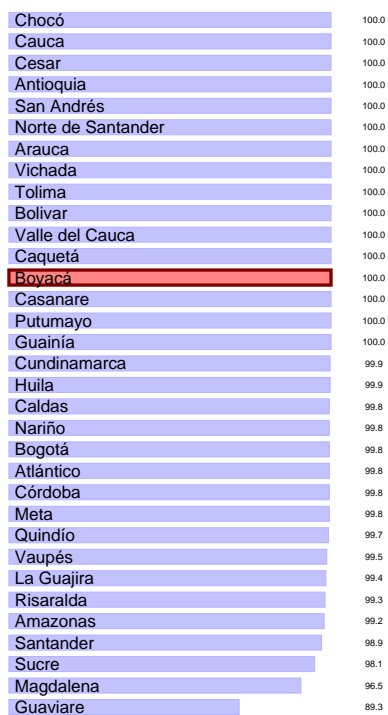 Chocó 100.0
Cauca 100.0
Cesar 100.0
Antioquia 100.0
San Andrés 100.0
Norte de Santander 100.0
Arauca 100.0
Vichada 100.0
Tolima 100.0
Bolivar 100.0
Valle del Cauca 100.0
Caquetá 100.0
Boyacá 100.0
Casanare 100.0
Putumayo 100.0
Guainía 100.0
Cundinamarca 99.9
Huila 99.9
Caldas 99.8
Nariño 99.8
Bogotá 99.8
Atlántico 99.8
Córdoba 99.8
Meta 99.8
Quindío 99.7
Vaupés 99.5
La Guajira 99.4
Risaralda 99.3
Amazonas 99.2
Santander 98.9
Sucre 98.1
Magdalena 96.5
Guaviare 89.3